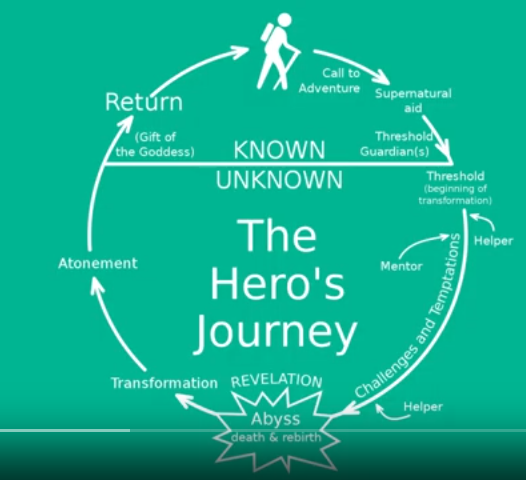 Call to
Adventure
Supernatural
aid
Return
(Gift of
the Goddess)
KNOWN
Threshold
Guardian(s)
UNKNOWN
Threshold
(beginning of
transformation)
Helper
Mentor
The
Hero's
Journey
Challenges and Temptations
Atonement
Transformation
REVELATION
Abyss
death & rebirth
Helper